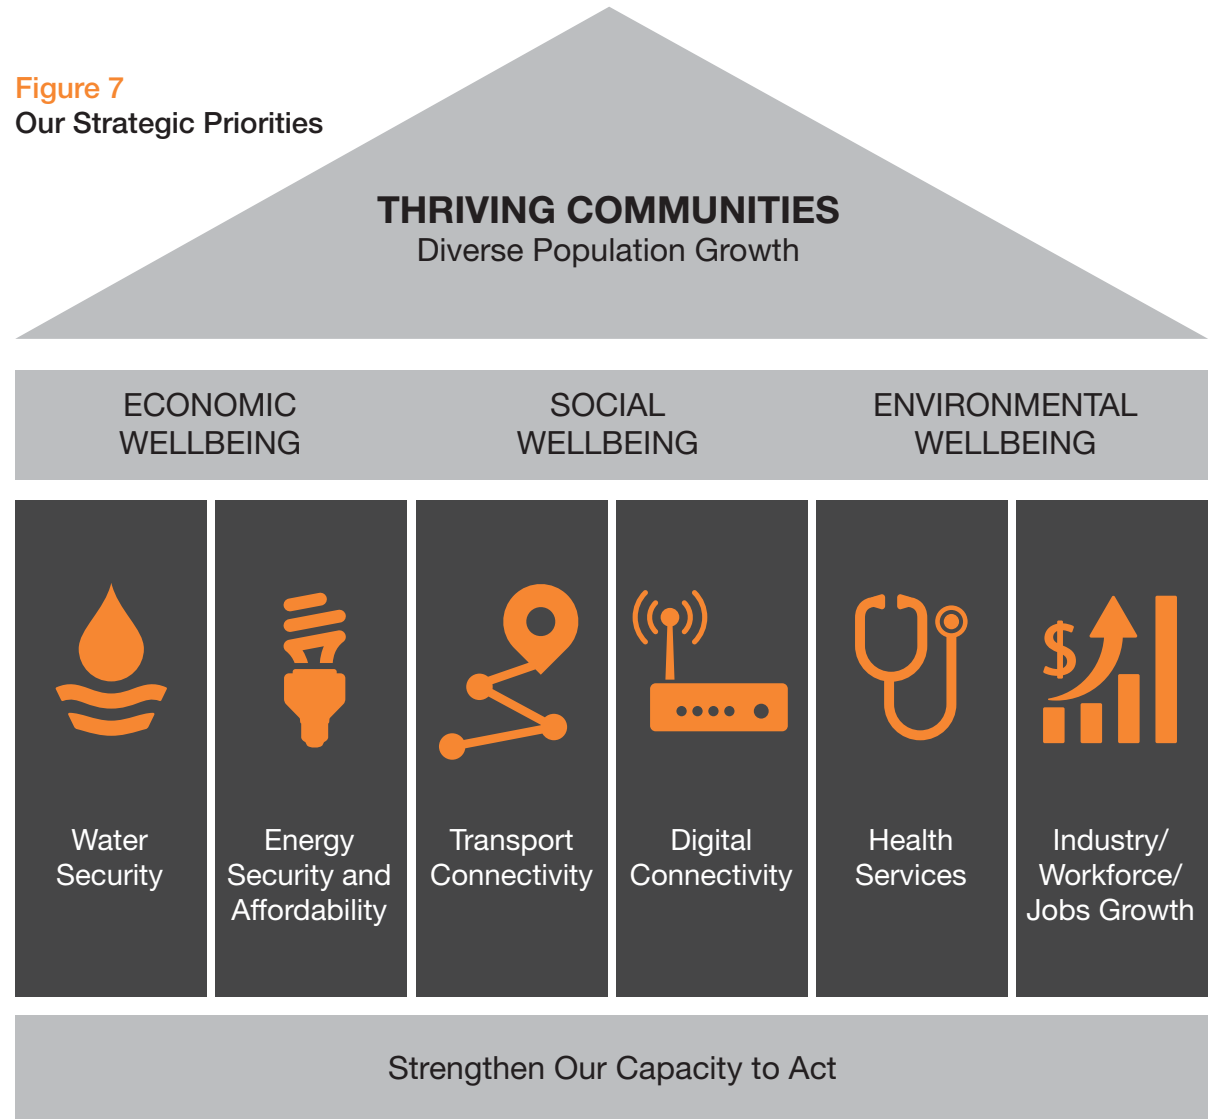 Figure 7
Our Strategic Priorities
THRIVING COMMUNITIES
Diverse Population Growth
ECONOMIC
WELLBEING
SOCIAL
WELLBEING
ENVIRONMENTAL
WELLBEING
Water
Security
Energy
Security and
Affordability
Transport
Connectivity
Digital
Connectivity
Health
Services
$
Industry/
Workforce/
Jobs Growth
Strengthen Our Capacity to Act